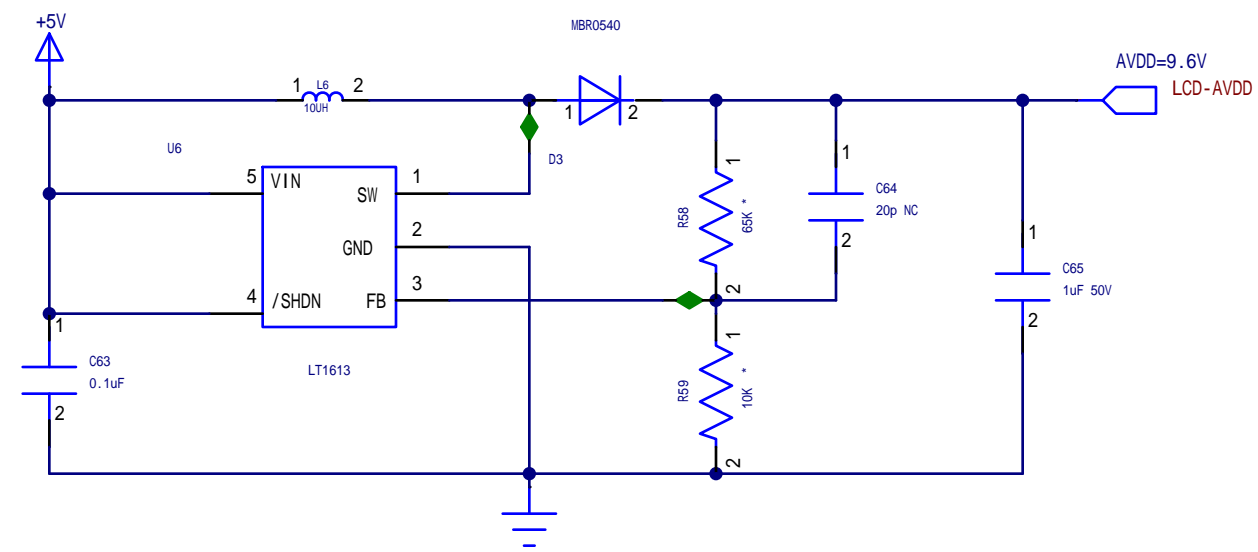 +5V
MBR0540
AVDD=9.6V
LCD-AVDD
1
L6
2
10UH
1
2
U6
D3
5
VIN
SW
1
GND
2
4
/SHDN
FB
3
LT1613
1
C63
0.1uF
2
1
R58
65K *
2
1
C64
20p NC
2
1
R59
10K *
2
1
C65
1uF 50V
2